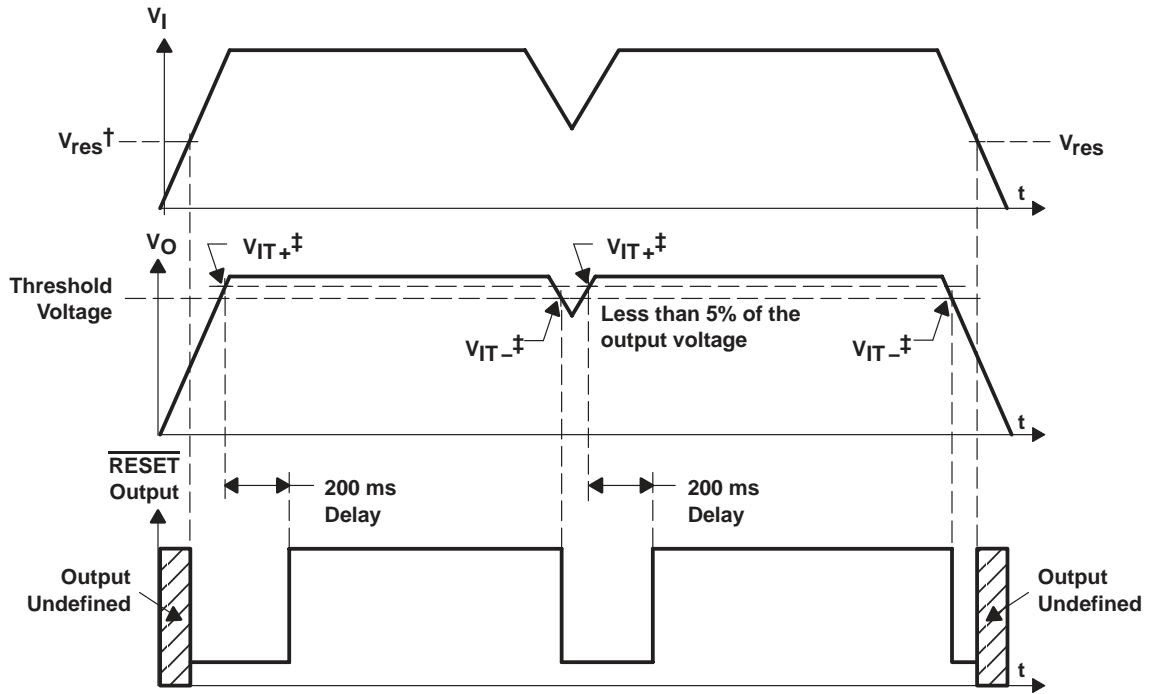 VI
Vres†
Vres
t
VO
VIT+‡
VIT+‡
Threshold
Voltage
Less than 5% of the
output voltage
VIT–‡
VIT–‡
t
RESET
Output
200 ms
Delay
200 ms
Delay
Output
Undefined
Output
Undefined
t